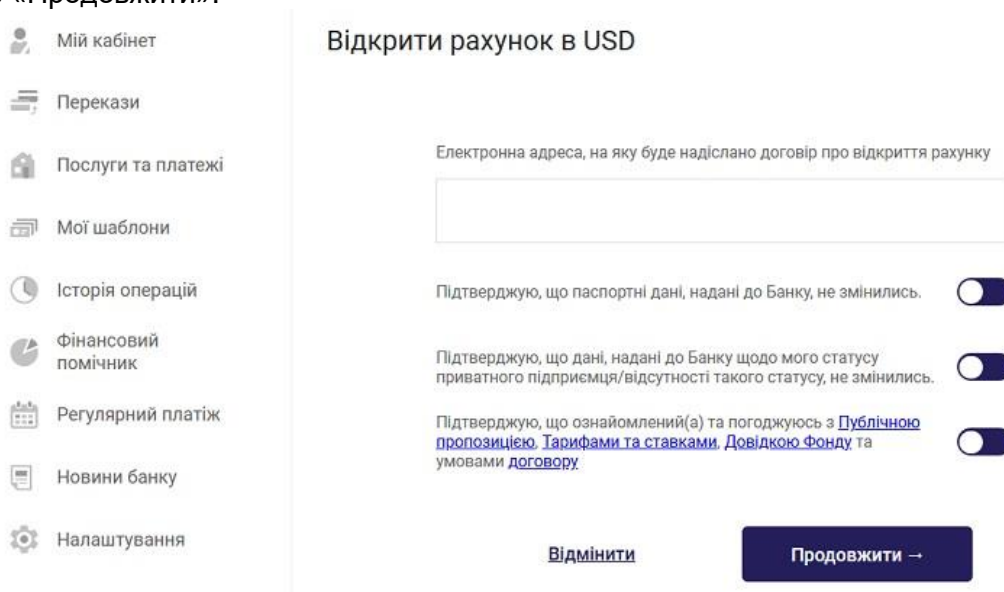 «Продовжити».
Мій кабінет
Перекази
Послуги та платежі
Мої шаблони
Історія операцій
Фінансовий
помічник
Регулярний платіж
Новини банку
Налаштування
Відкрити рахунок в USD
Електронна адреса, на яку буде надіслано договір про відкриття рахунку
Підтверджую, що паспортні дані, надані до Банку, не змінились.
Підтверджую, що дані, надані до Банку щодо мого статусу
приватного підприємця/відсутності такого статусу, не змінились.
Підтверджую, що ознайомлений(а) та погоджуюсь з Публічною
пропозицією, Тарифами та ставками, Довідкою Фонду та
умовами договору
Відмінити
Продовжити →